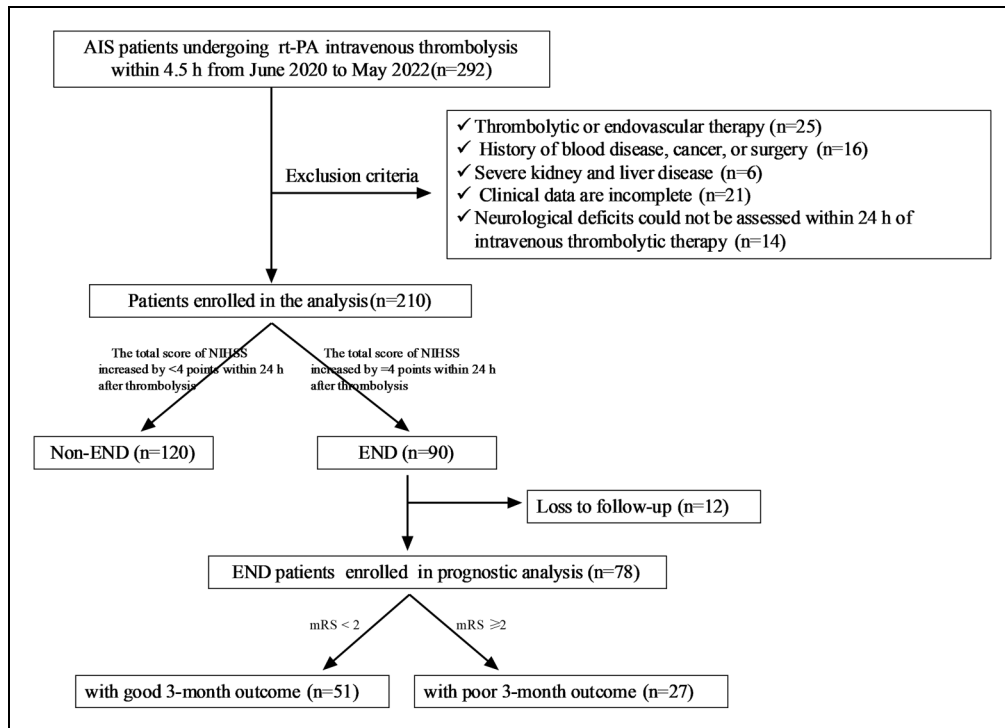 AIS patients undergoing rt-PA intravenous thrombolysis
within 4.5 h from June 2020 to May 2022(n=292)
✓ Thrombolytic or endovascular therapy (n=25)
✓ History of blood disease, cancer, or surgery (n=16)
✓ Severe kidney and liver disease (n=6)
✓ Clinical data are incomplete (n=21)
✓ Neurological deficits could not be assessed within 24 h of
intravenous thrombolytic therapy (n=14)
Exclusion criteria
Patients enrolled in the analysis(n=210)
The total score of NIHSS
increased by <4 points within 24 h
after thrombolysis
The total score of NIHSS
increased by =4 points within 24 h
after thrombolysis
Non-END (n=120)
END (n=90)
Loss to follow-up (n=12)
END patients enrolled in prognostic analysis (n=78)
mRS < 2
mRS ≥2
with good 3-month outcome (n=51)
with poor 3-month outcome (n=27)